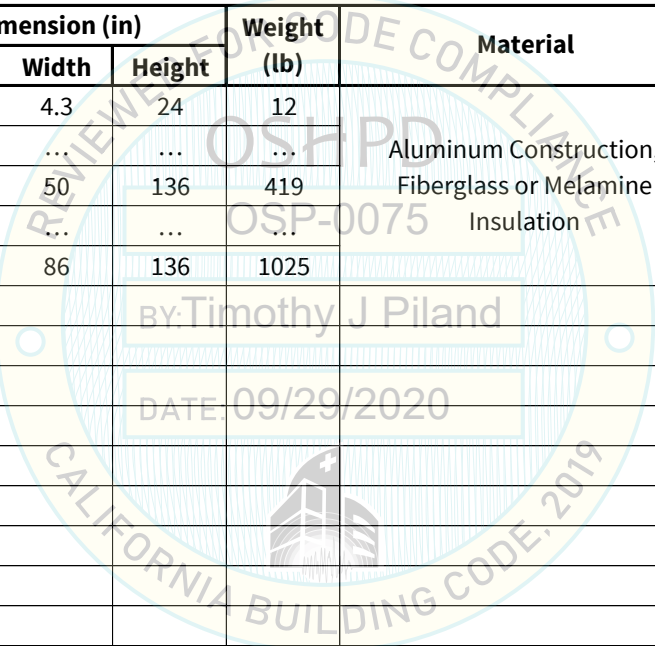 mension (in)
Weight
(lb)
Material
Width
Height
4.3
24
12
…
…
…
Aluminum Construction,
Fiberglass or Melamine
Insulation
50
136
419
…
…
…
86
136
1025
REVIEWED FOR CODE COMPLIANCE
OSHPD
OSP-0075
BY:Timothy J Piland
DATE: 09/29/2020
CALIFORNIA BUILDING CODE, 2019